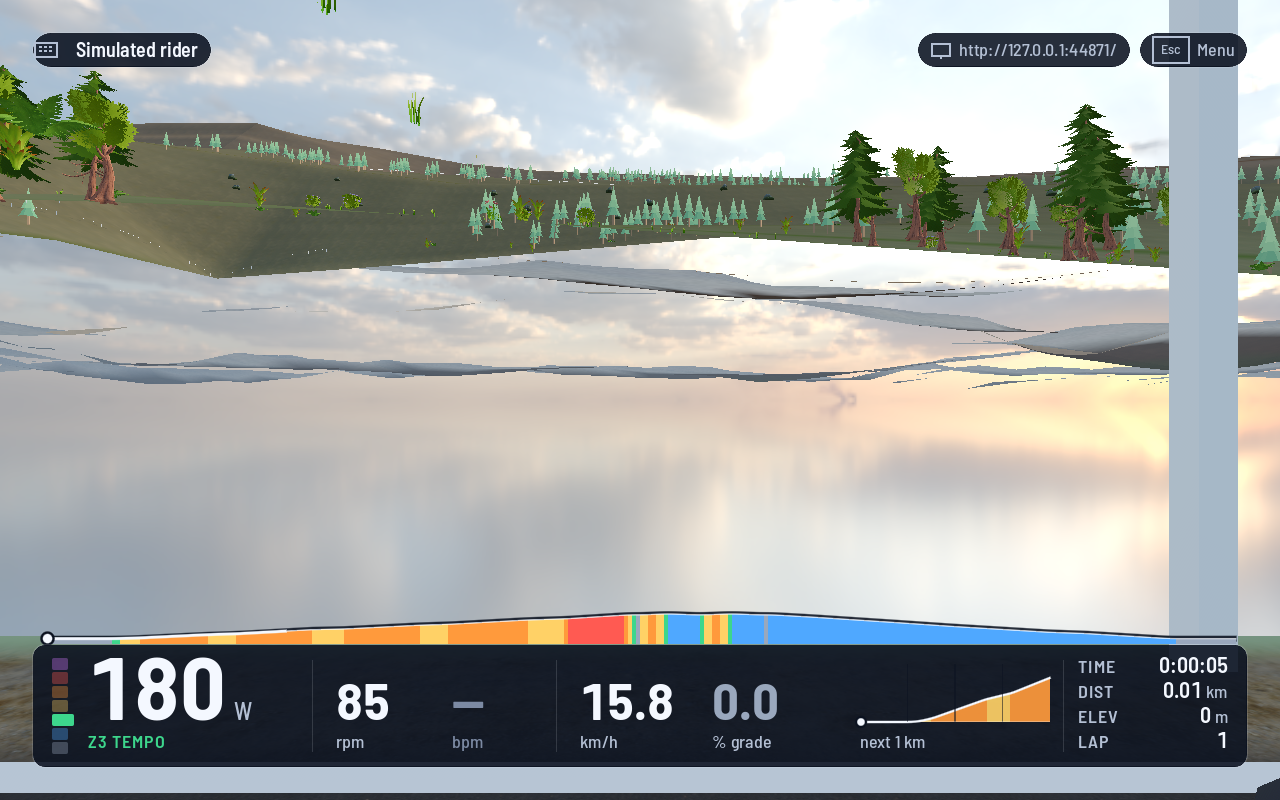 Simulated rider
http://127.0.0.1:44871/
Esc Menu
180 W
Z3 TEMPO
85
rpm
—
bpm
15.8
km/h
0.0
% grade
next 1 km
TIME 0:00:05
DIST 0.01 km
ELEV 0 m
LAP 1